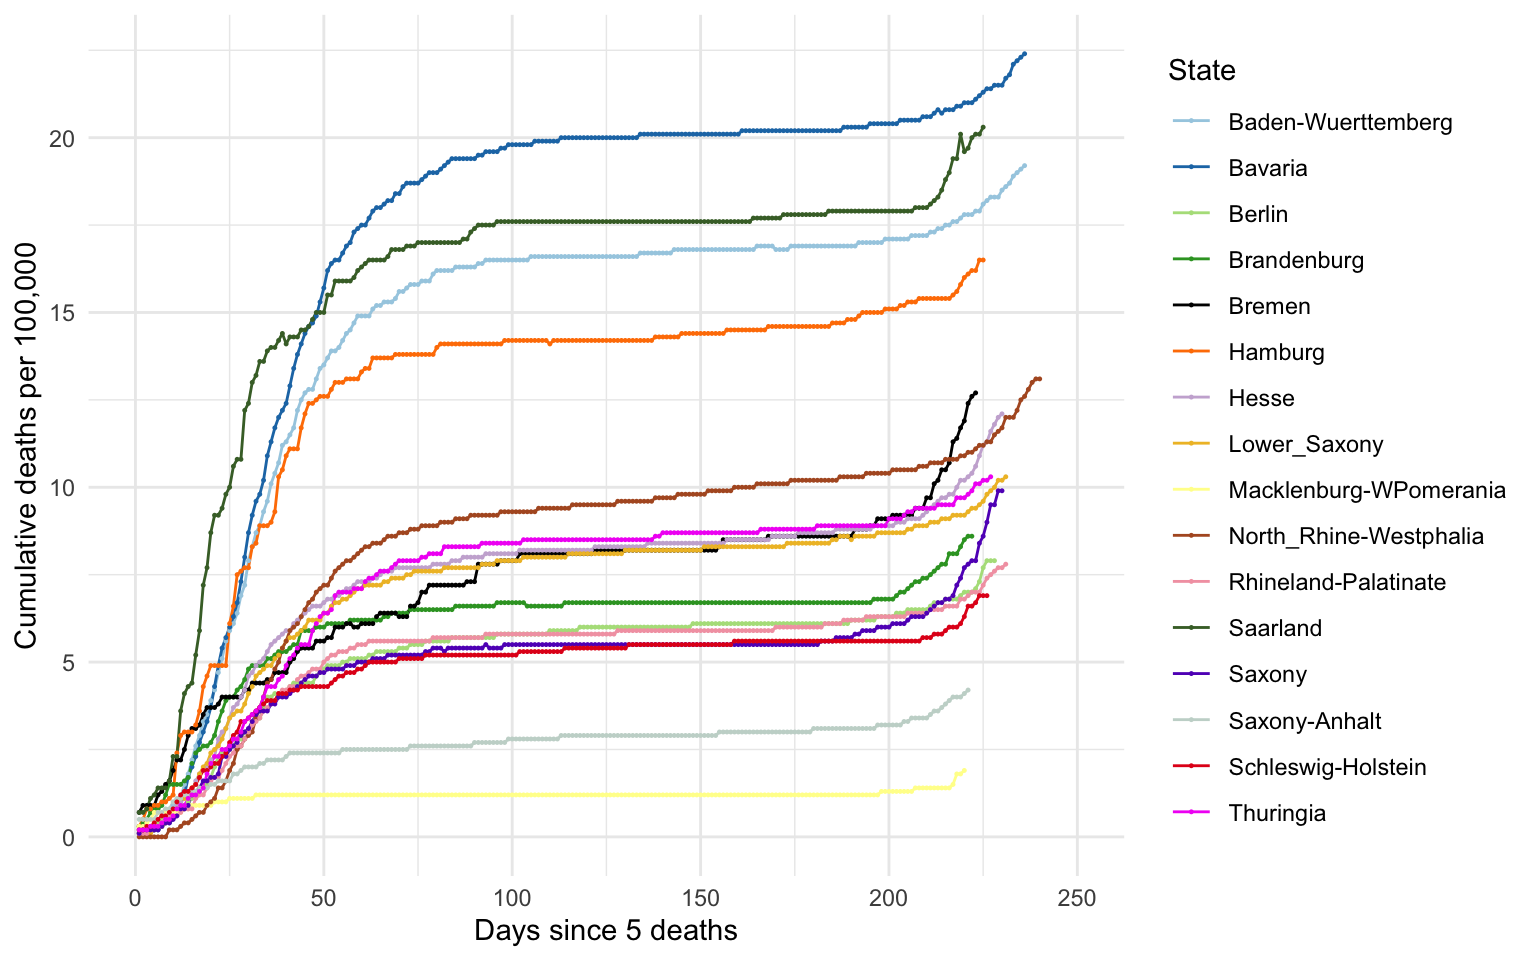 State
Baden-Wuerttemberg
Bavaria
Berlin
Brandenburg
Bremen
Hamburg
Hesse
Lower_Saxony
Macklenburg-WPomerania
North_Rhine-Westphalia
Rhineland-Palatinate
Saarland
Saxony
Saxony-Anhalt
Schleswig-Holstein
Thuringia
Cumulative deaths per 100,000
20
15
10
5
0
0 50 100 150 200 250
Days since 5 deaths